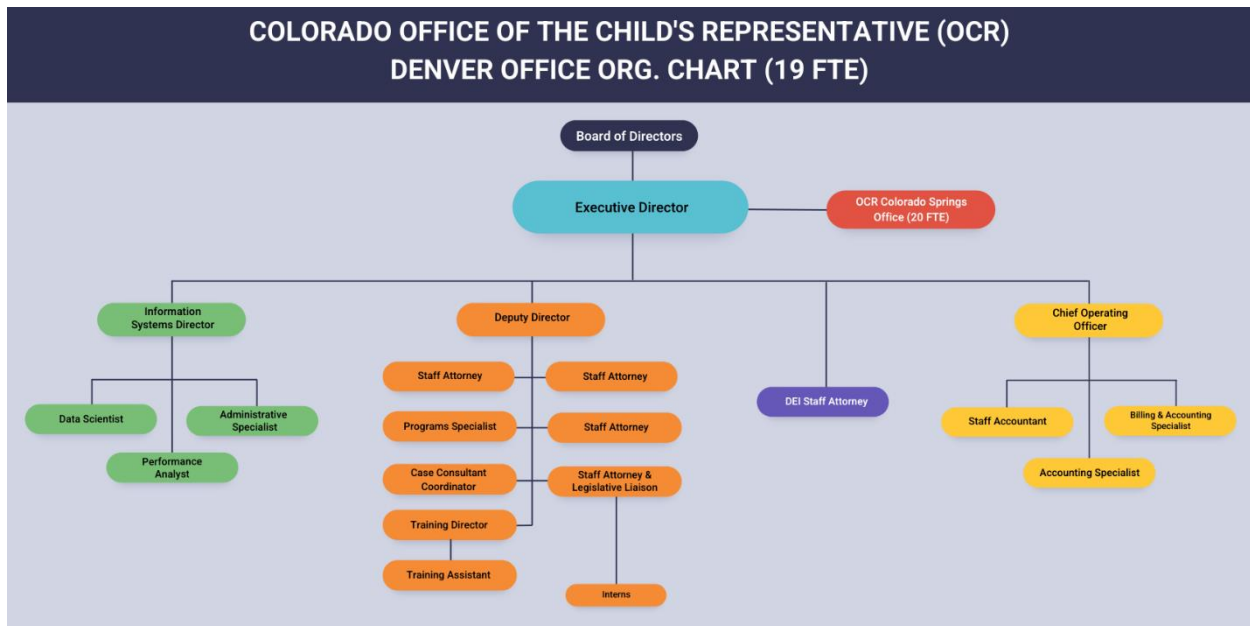 COLORADO OFFICE OF THE CHILD'S REPRESENTATIVE (OCR)
DENVER OFFICE ORG. CHART (19 FTE)
Board of Directors
Executive Director
OCR Colorado Springs
Office (20 FTE)
Information
Systems Director
Deputy Director
Chief Operating
Officer
Data Scientist
Administrative
Specialist
Performance
Analyst
Staff Attorney
Staff Attorney
Programs Specialist
Staff Attorney
Case Consultant
Coordinator
Staff Attorney &
Legislative Liaison
Training Director
Training Assistant
Interns
DEI Staff Attorney
Staff Accountant
Billing & Accounting
Specialist
Accounting Specialist